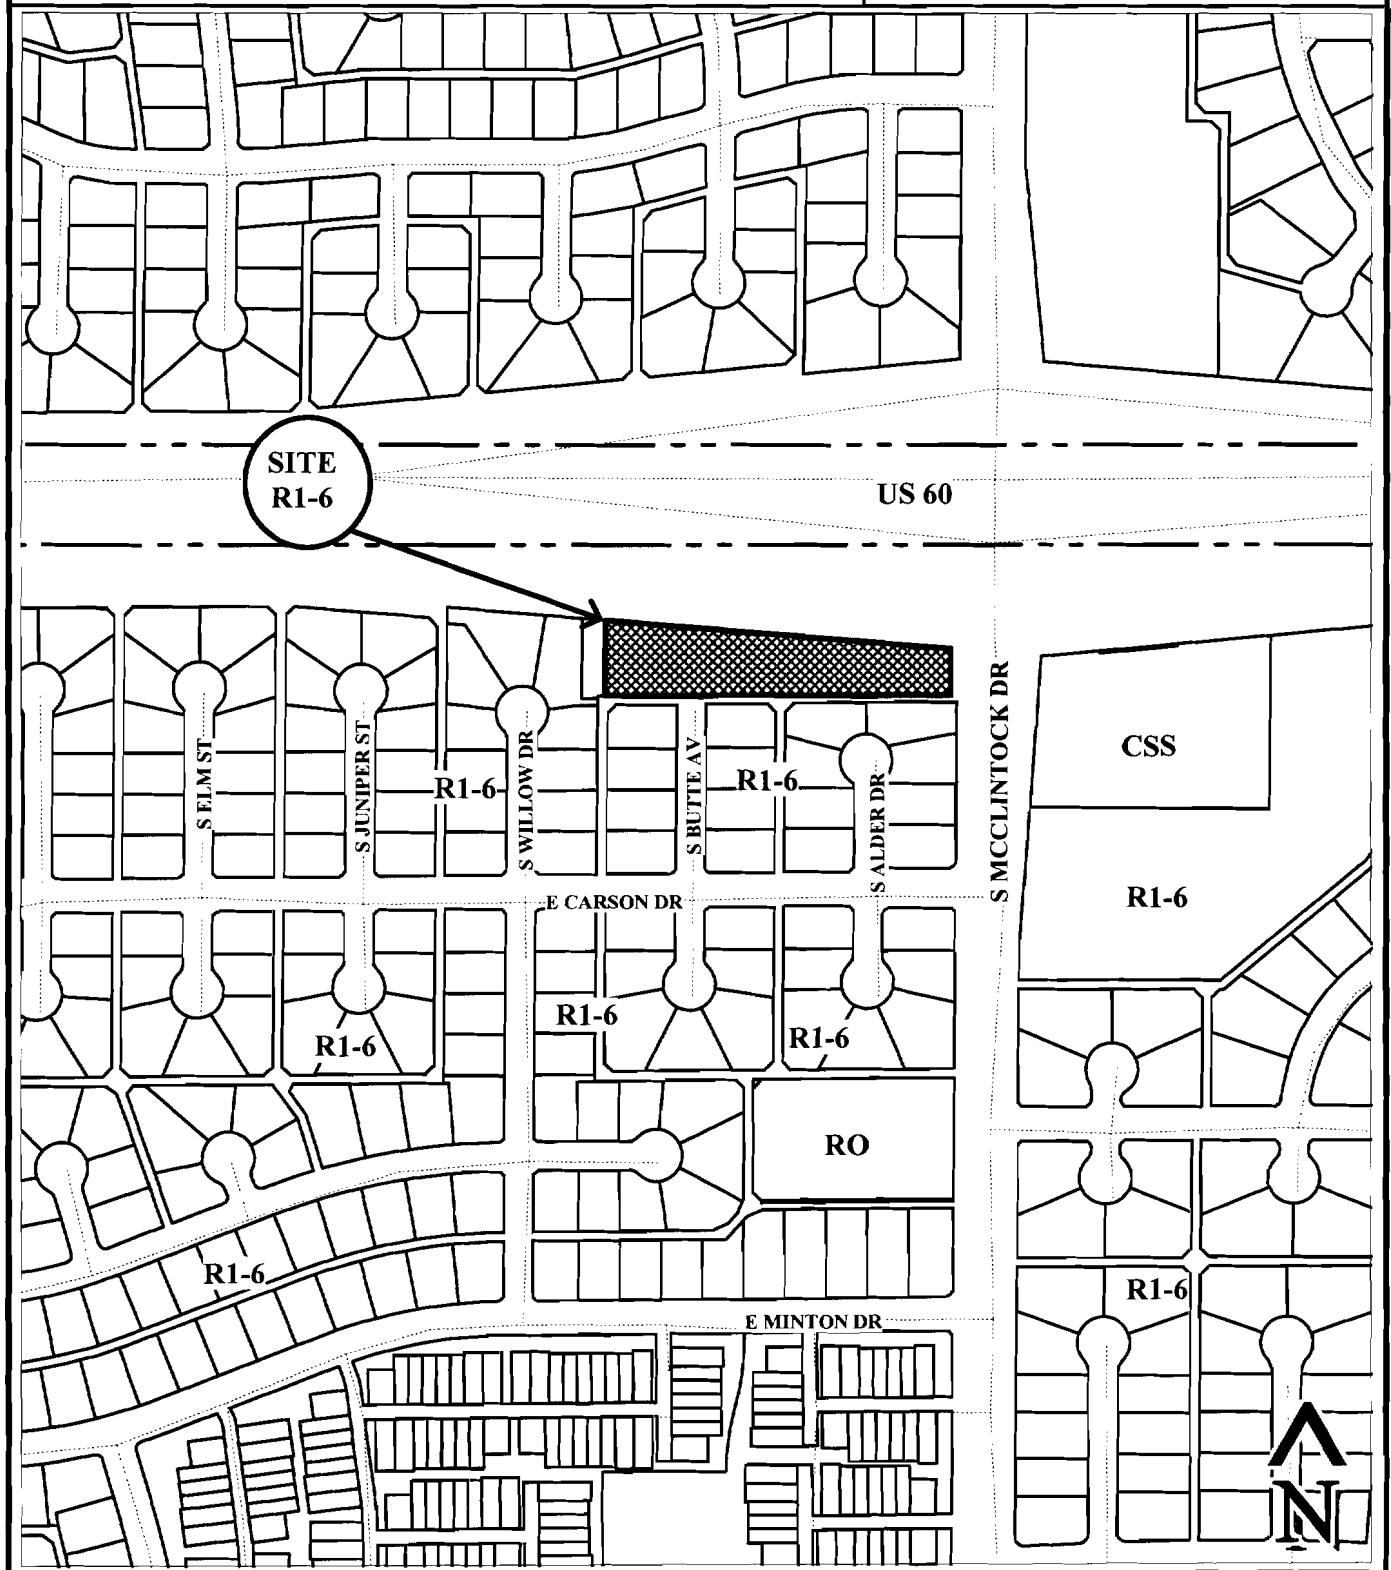 SITE
R1-6
US 60
S ELM ST
S JUNIPER ST
R1-6
S WILLOW DR
S BUTTE AV
R1-6
S ALDER DR
S MCCLINTOCK DR
CSS
E CARSON DR
R1-6
R1-6
R1-6
R1-6
RO
R1-6
R1-6
E MINTON DR
N